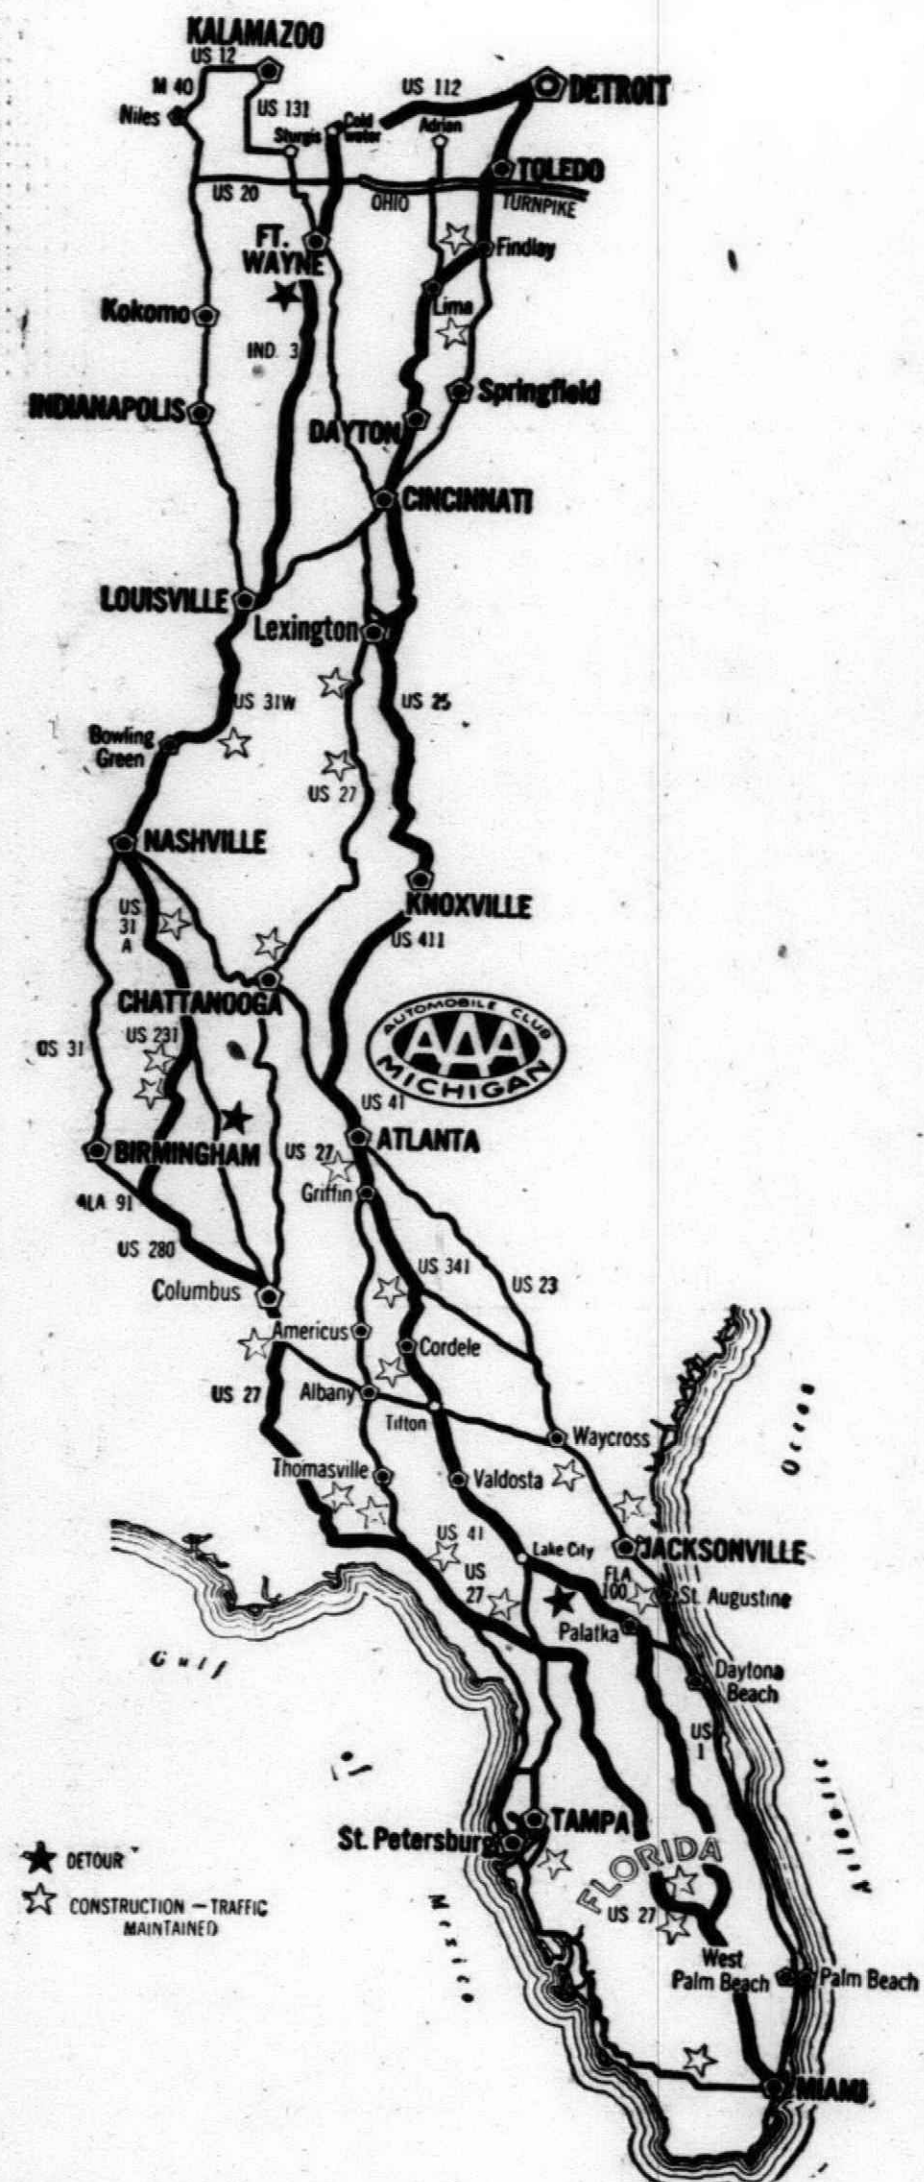 KALAMAZOO
US 12
M 40
US 112
DETROIT
Niles
US 131
Cold
water
Adrian
Sturgis
TOLEDO
US 20
OHIO
TURNPIKE
FT.
WAYNE
Findlay
Lima
Kokomo
IND. 3
Springfield
INDIANAPOLIS
DAYTON
CINCINNATI
LOUISVILLE
Lexington
US 31W
US 25
Bowling
Green
US 27
NASHVILLE
KNOXVILLE
US
31
A
US 411
CHATTANOOGA
AUTOMOBILE CLUB
AAA
MICHIGAN
US 231
US 31
US 41
ATLANTA
BIRMINGHAM
US 27
Griffin
ALA 91
US 280
US 341
US 23
Columbus
Americus
Cordele
US 27
Albany
Tifton
Waycross
Thomasville
Valdosta
Ocean
US 41
Lake City
JACKSONVILLE
US
27
FLA
100
St. Augustine
Palatka
Gulf
Daytona
Beach
US
1
of
Atlantic
TAMPA
St. Petersburg
FLORIDA
DETOUR
CONSTRUCTION - TRAFFIC
MAINTAINED
Mexico
US 27
West
Palm Beach
Palm Beach
MIAMI